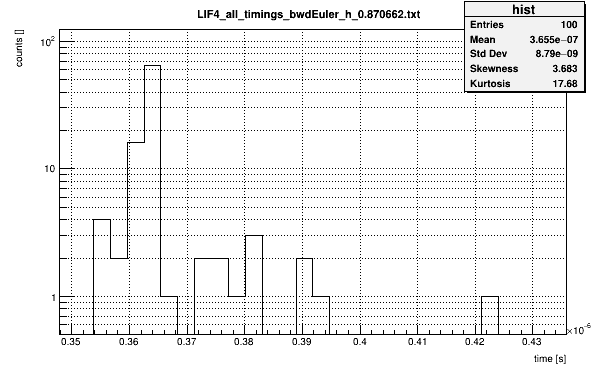 LIF4_all_timings_bwdEuler_h_0.870662.txt
hist
Entries 100
Mean 3.655e−07
Std Dev 8.79e−09
Skewness 3.683
Kurtosis 17.68
counts []
10²
10
1
0.35 0.36 0.37 0.38 0.39 0.4 0.41 0.42 0.43
×10⁻⁶
time [s]